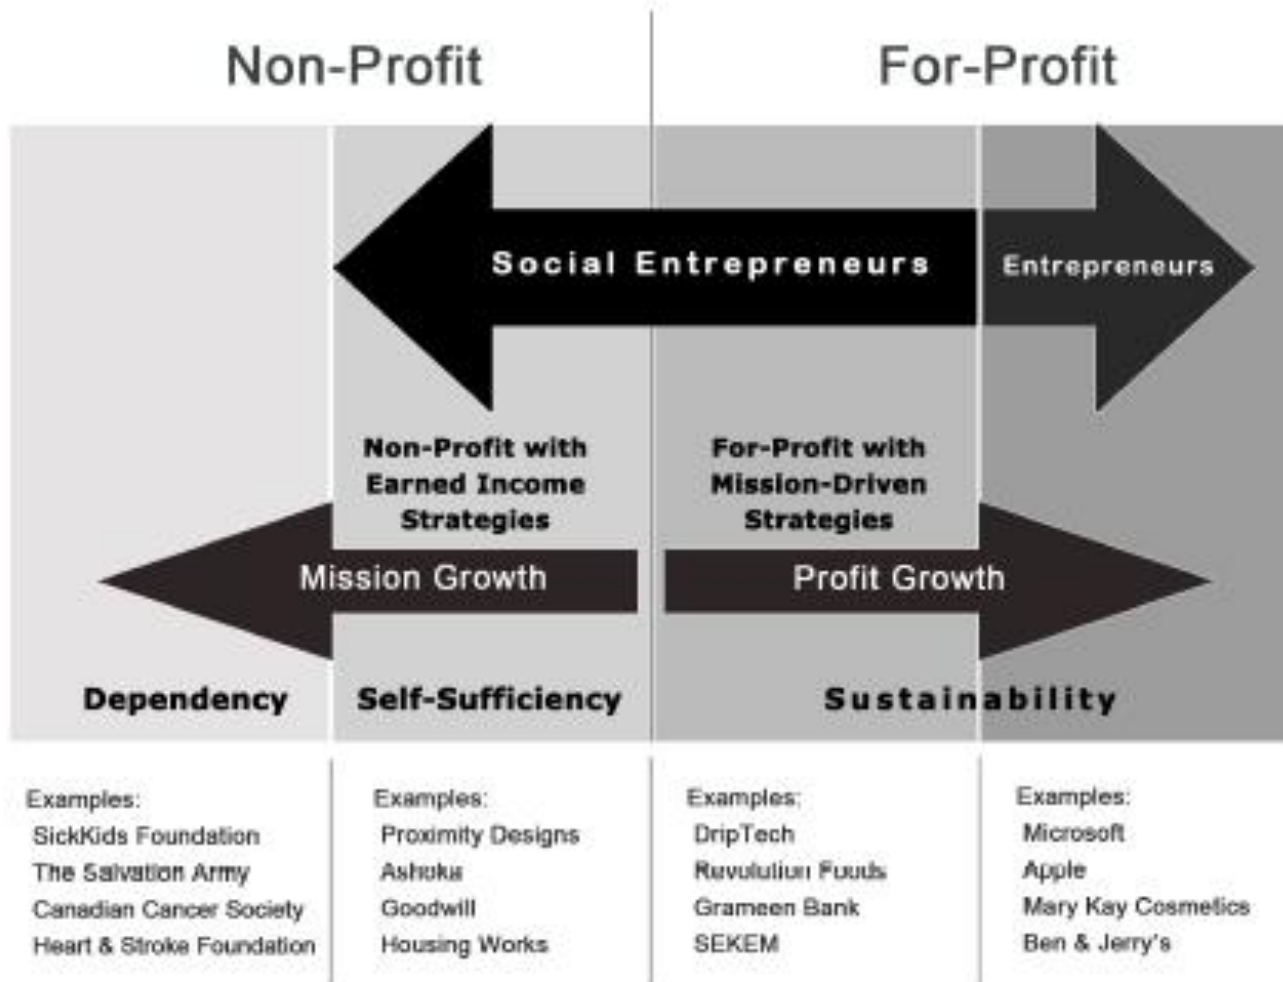 Non-Profit
For-Profit
Social Entrepreneurs
Entrepreneurs
Non-Profit with
Earned Income
Strategies
For-Profit with
Mission-Driven
Strategies
Mission Growth
Profit Growth
Dependency
Self-Sufficiency
Sustainability
Examples:
SickKids Foundation
The Salvation Army
Canadian Cancer Society
Heart & Stroke Foundation
Examples:
Proximity Designs
Ashoka
Goodwill
Housing Works
Examples:
DripTech
Revolution Foods
Grameen Bank
SEKEM
Examples:
Microsoft
Apple
Mary Kay Cosmetics
Ben & Jerry's